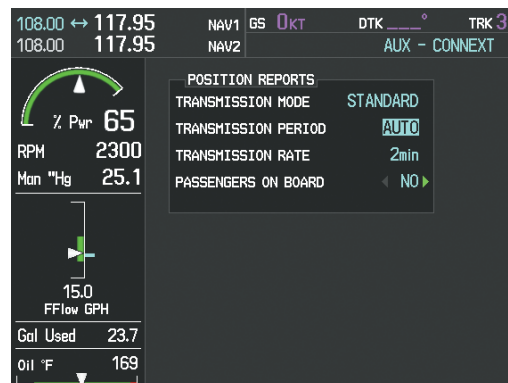 108.00 ↔ 117.95 NAV1 GS 0KT DTK ___° TRK 3
108.00 117.95 NAV2 AUX - CONNEXT
POSITION REPORTS
TRANSMISSION MODE STANDARD
TRANSMISSION PERIOD AUTO
TRANSMISSION RATE 2min
PASSENGERS ON BOARD NO
% Pwr 65
RPM 2300
Man "Hg 25.1
15.0
FFlow GPH
Gal Used 23.7
Oil °F 169